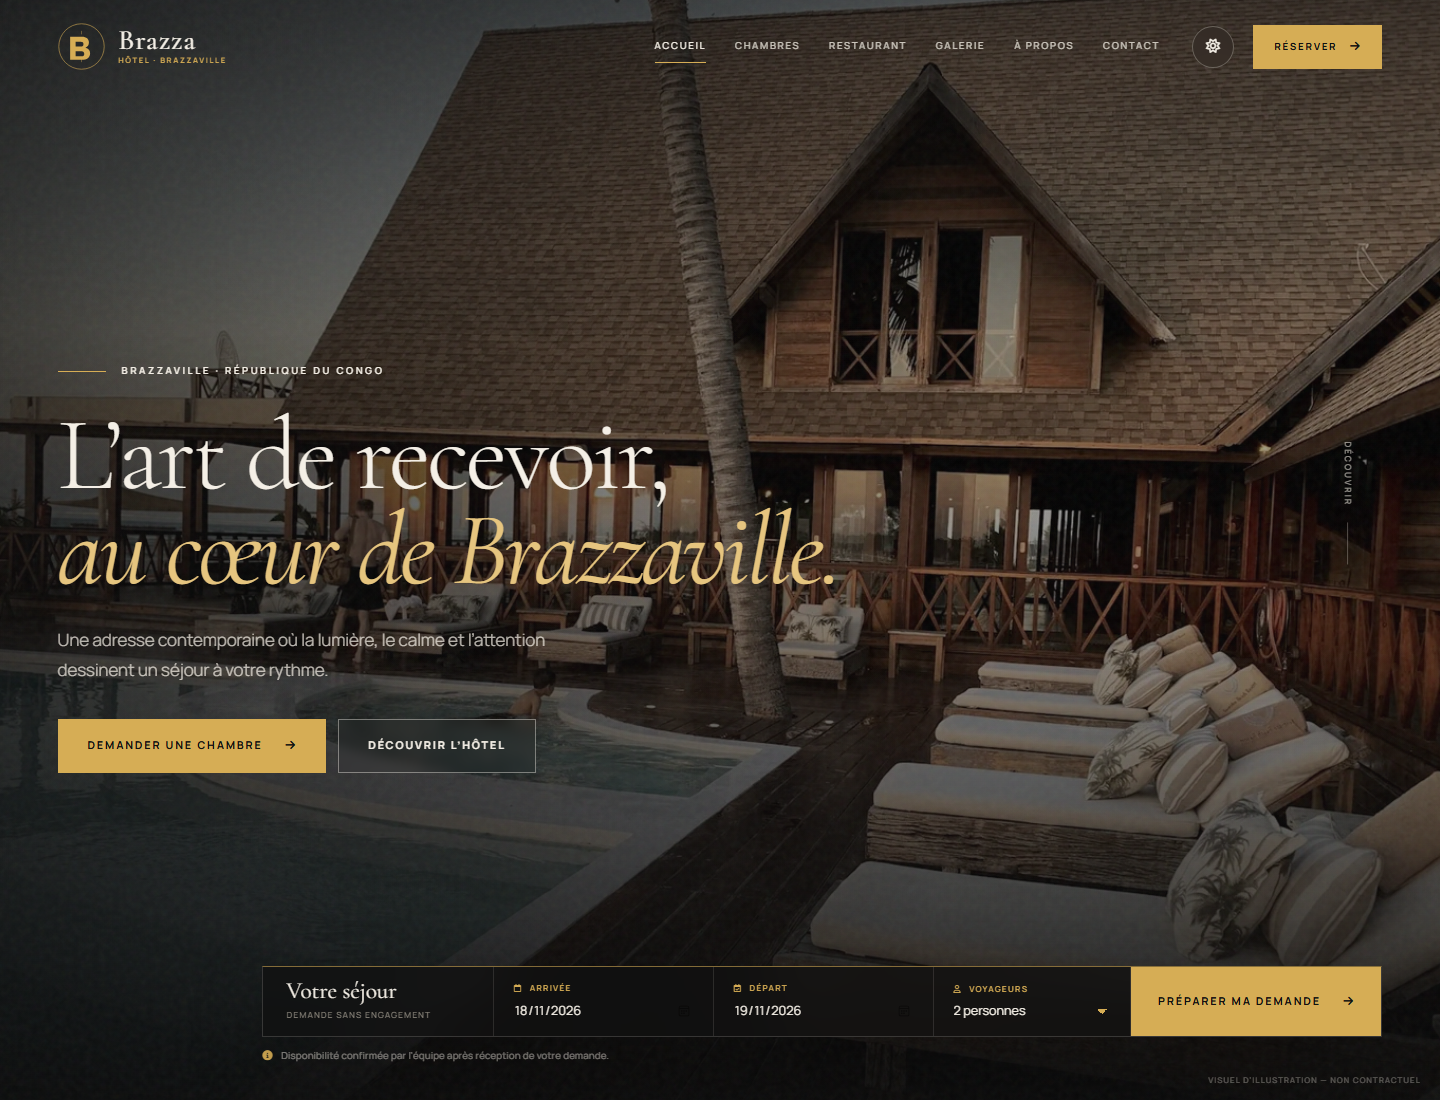 B
Brazza
HÔTEL · BRAZZAVILLE
ACCUEIL
CHAMBRES
RESTAURANT
GALERIE
À PROPOS
CONTACT
RÉSERVER
BRAZZAVILLE · RÉPUBLIQUE DU CONGO
L’art de recevoir,
au cœur de Brazzaville.
Une adresse contemporaine où la lumière, le calme et l’attention
dessinent un séjour à votre rythme.
DEMANDER UNE CHAMBRE
DÉCOUVRIR L’HÔTEL
DÉCOUVRIR
Votre séjour
DEMANDE SANS ENGAGEMENT
ARRIVÉE
18/11/2026
DÉPART
19/11/2026
VOYAGEURS
2 personnes
PRÉPARER MA DEMANDE
Disponibilité confirmée par l’équipe après réception de votre demande.
VISUEL D’ILLUSTRATION — NON CONTRACTUEL